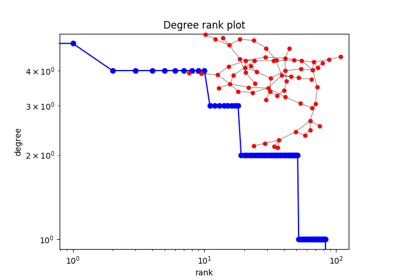 Degree rank plot
degree
4 × 10⁰
3 × 10⁰
2 × 10⁰
10⁰
10⁰
10¹
10²
rank